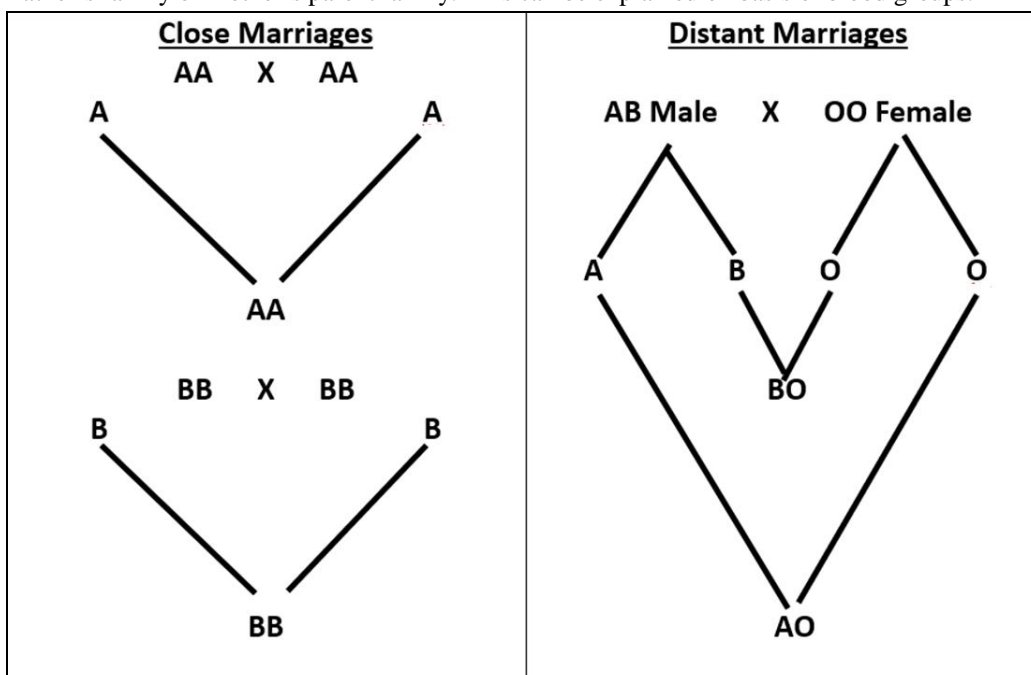 Close Marriages
AA X AA
A A
AA
BB X BB
B B
BB
Distant Marriages
AB Male X OO Female
A B O O
BO
AO